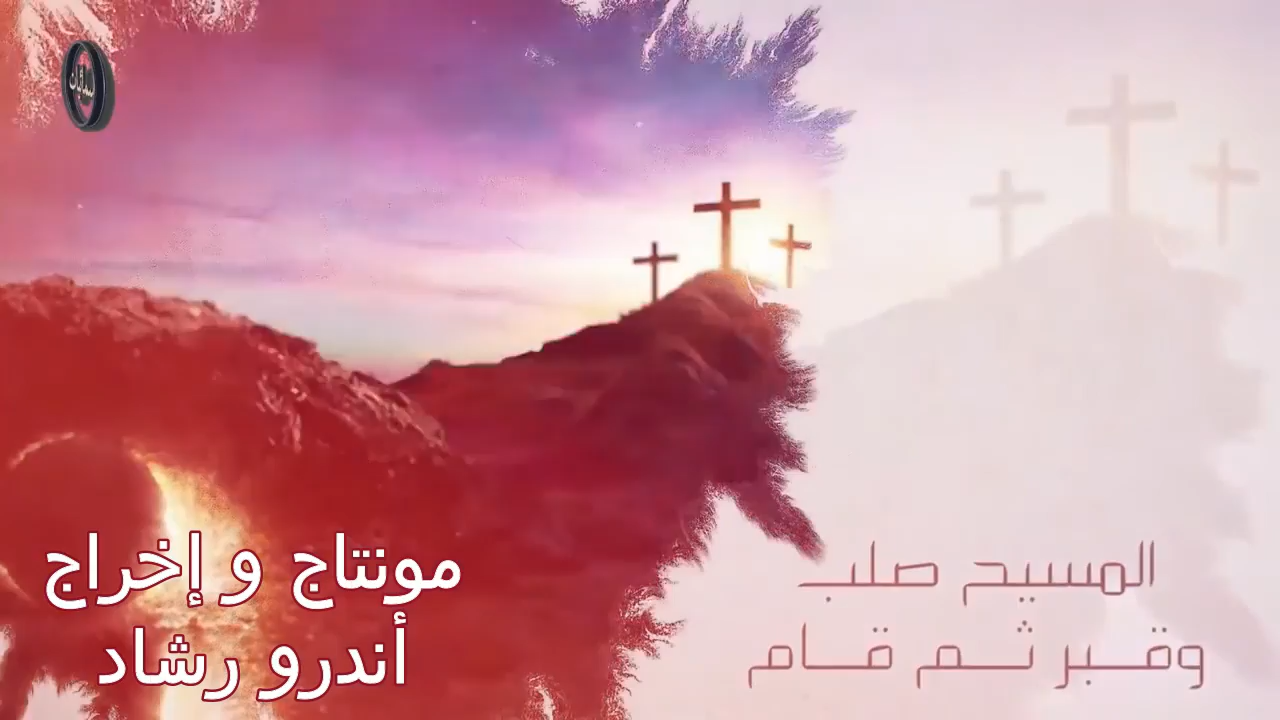 مونتاج و إخراج
أندرو رشاد
المسيح صلب
وقبر ثم قام